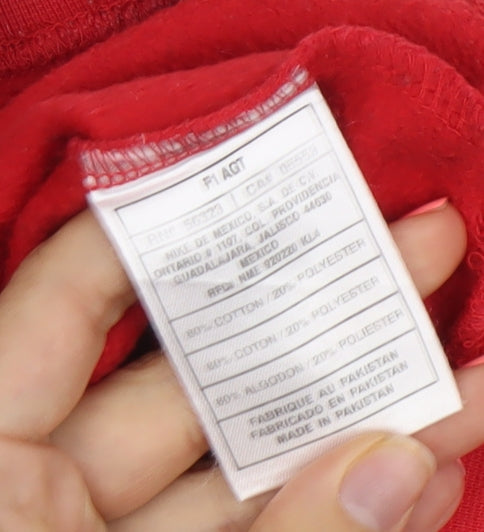 F1 AGT
RN# 56323 | CA# 05553
NIKE DE MEXICO, S.A. DE C.V.
ONTARIO # 1107, COL. PROVIDENCIA
GUADALAJARA, JALISCO 44630
MEXICO
RFC: NME 920220 KL4
80% COTTON / 20% POLYESTER
80% COTON / 20% POLYESTER
80% ALGODON / 20% POLIESTER
FABRIQUE AU PAKISTAN
FABRICADO EN PAKISTAN
MADE IN PAKISTAN